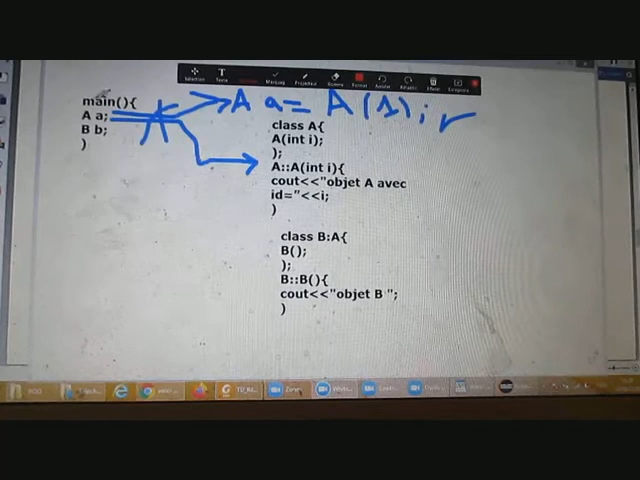 main(){
A a;
B b;
)
A a = A(1);
class A{
A(int i);
);
A::A(int i){
cout<<"objet A avec
id="<<i;
)
class B:A{
B();
);
B::B(){
cout<<"objet B ";
)